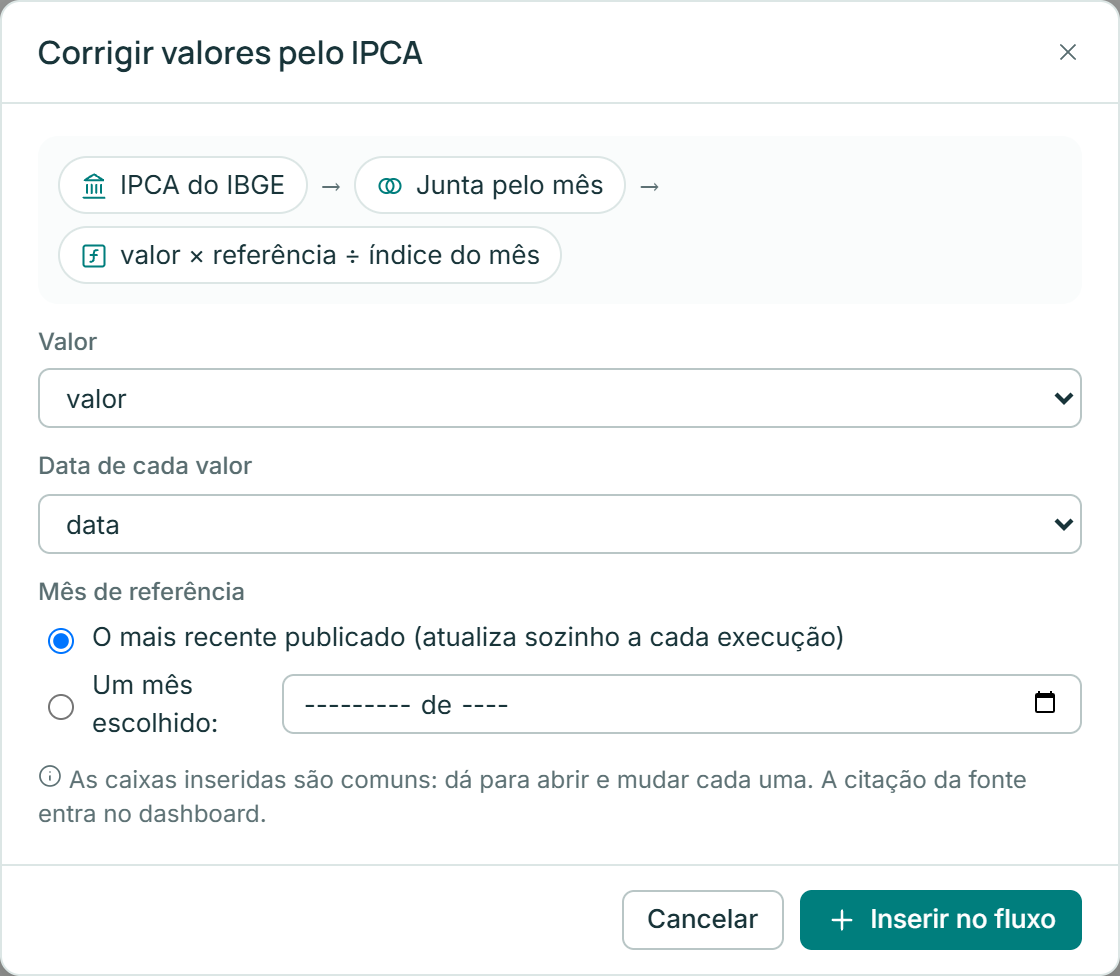 Corrigir valores pelo IPCA
IPCA do IBGE → Junta pelo mês →
valor × referência ÷ índice do mês
Valor
valor
Data de cada valor
data
Mês de referência
O mais recente publicado (atualiza sozinho a cada execução)
Um mês
escolhido:
--------- de ----
As caixas inseridas são comuns: dá para abrir e mudar cada uma. A citação da fonte
entra no dashboard.
Cancelar
+ Inserir no fluxo